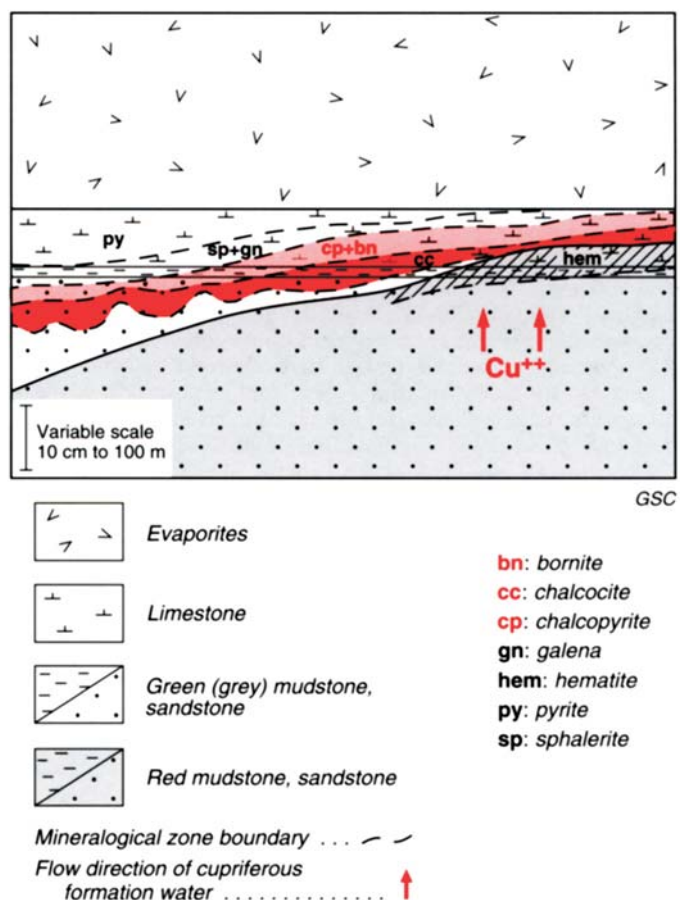 py
sp+gn
cp+bn
cc
hem
Cu++
Variable scale
10 cm to 100 m
GSC
Evaporites
Limestone
Green (grey) mudstone,
sandstone
Red mudstone, sandstone
Mineralogical zone boundary . . .
Flow direction of cupriferous
formation water . . . . . . . . . . . . . .
bn: bornite
cc: chalcocite
cp: chalcopyrite
gn: galena
hem: hematite
py: pyrite
sp: sphalerite